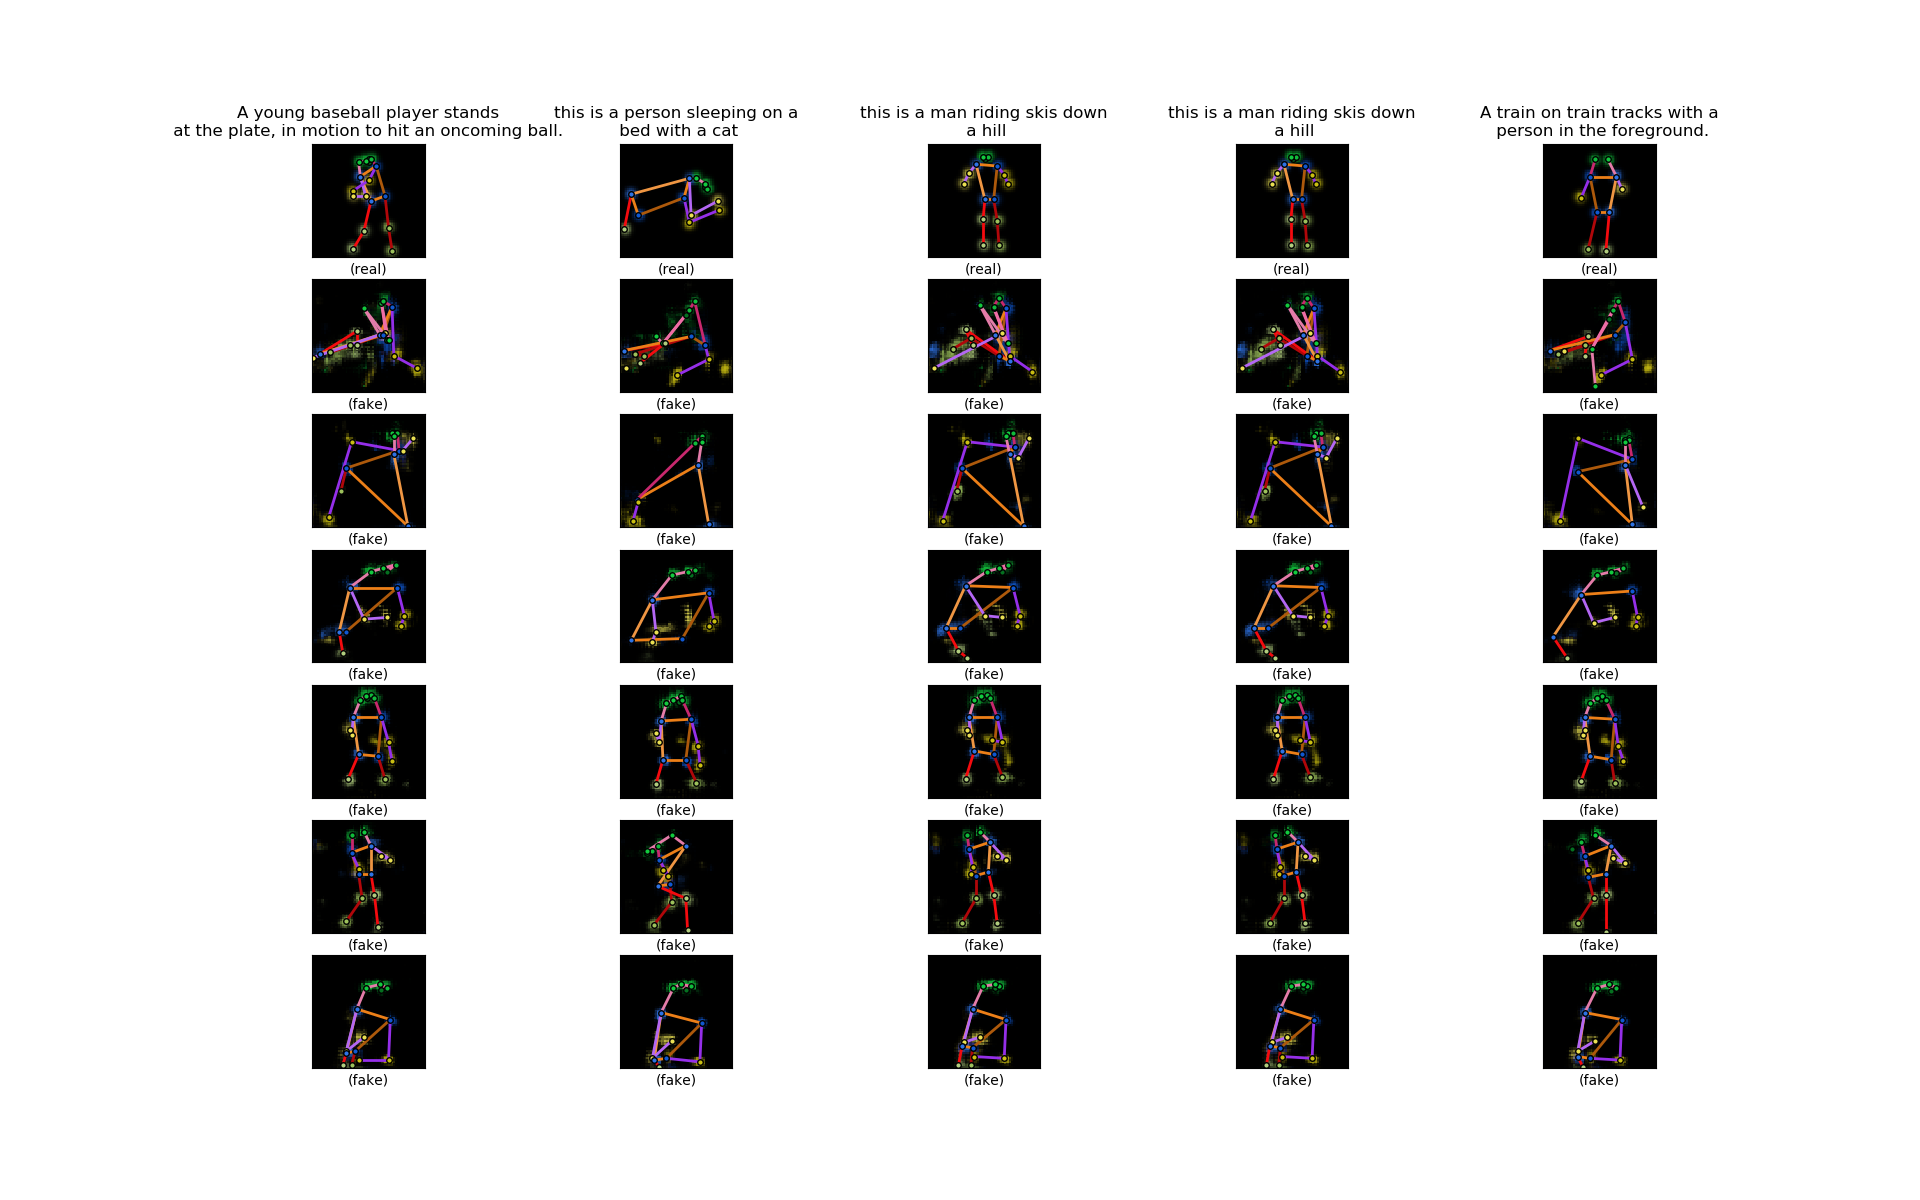 A young baseball player stands
at the plate, in motion to hit an oncoming ball.
this is a person sleeping on a
bed with a cat
this is a man riding skis down
a hill
this is a man riding skis down
a hill
A train on train tracks with a
person in the foreground.
(real) (real) (real) (real) (real)
(fake) (fake) (fake) (fake) (fake)
(fake) (fake) (fake) (fake) (fake)
(fake) (fake) (fake) (fake) (fake)
(fake) (fake) (fake) (fake) (fake)
(fake) (fake) (fake) (fake) (fake)
(fake) (fake) (fake) (fake) (fake)